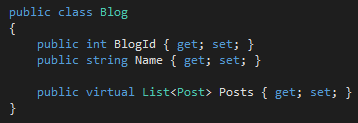 public class Blog
{
    public int BlogId { get; set; }
    public string Name { get; set; }

    public virtual List<Post> Posts { get; set; }
}